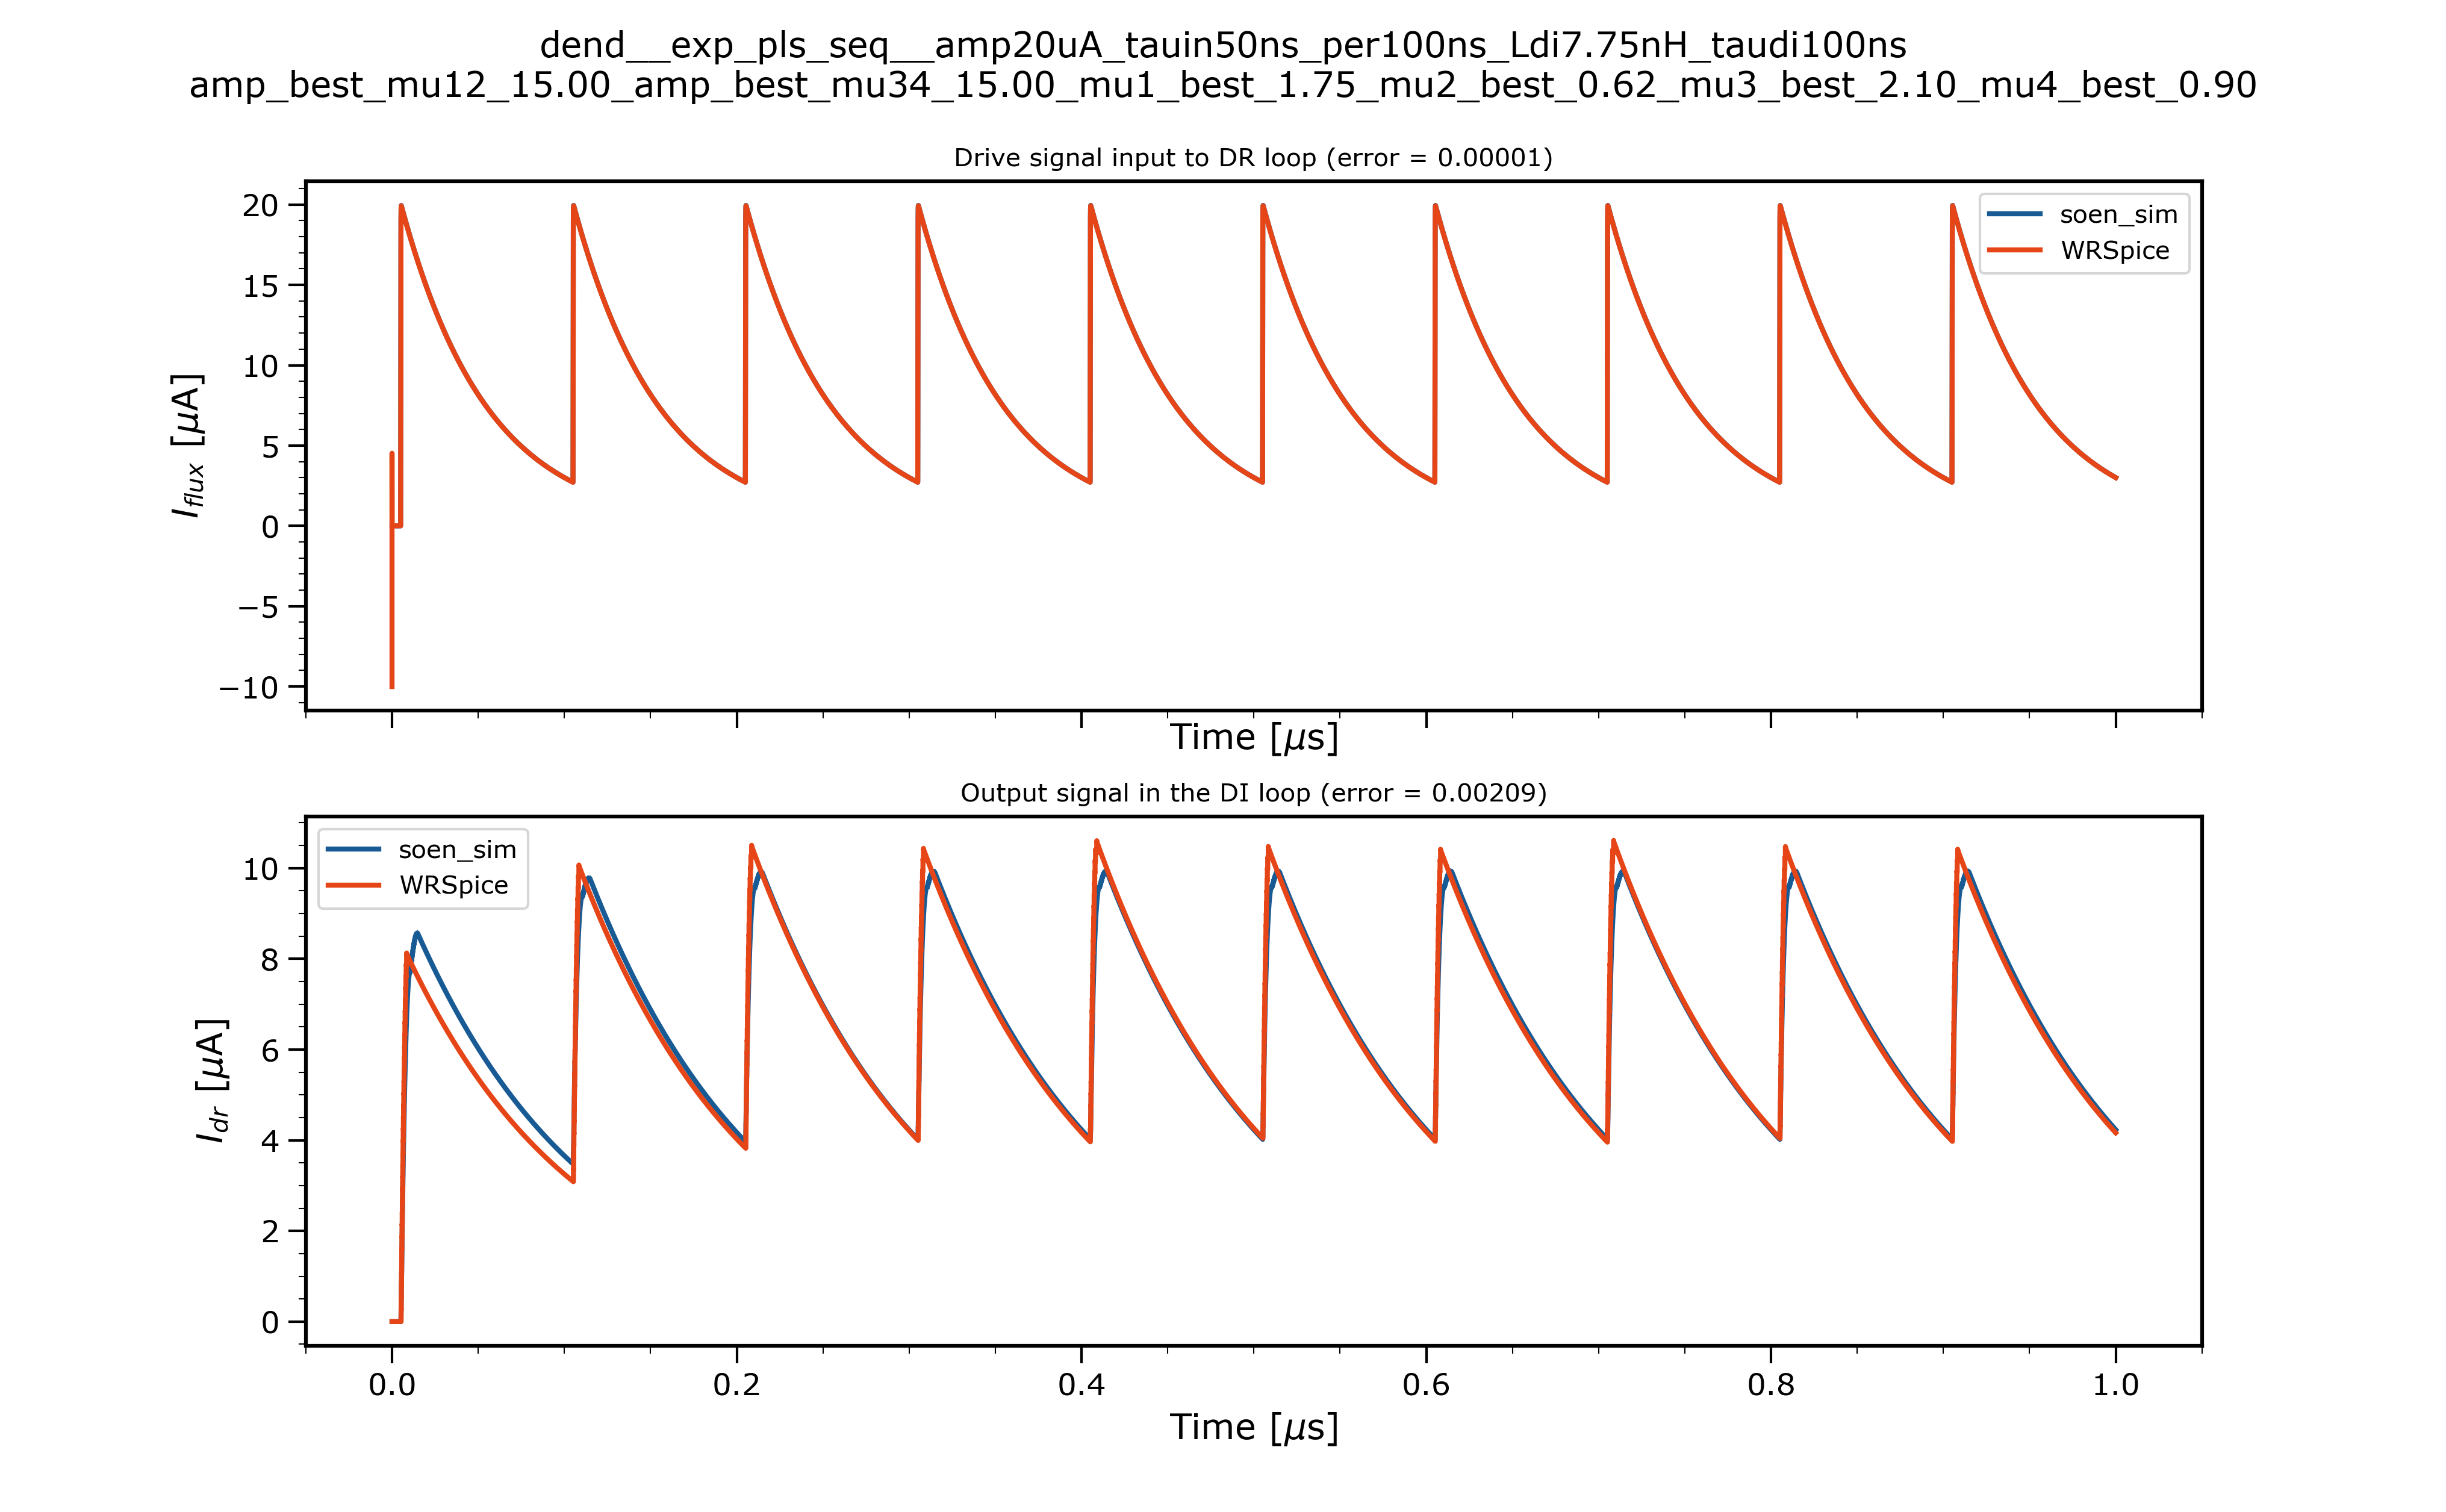 dend__exp_pls_seq__amp20uA_tauin50ns_per100ns_Ldi7.75nH_taudi100ns
amp_best_mu12_15.00_amp_best_mu34_15.00_mu1_best_1.75_mu2_best_0.62_mu3_best_2.10_mu4_best_0.90
Drive signal input to DR loop (error = 0.00001)
20
15
10
5
0
−5
−10
I_flux [μA]
soen_sim
WRSpice
Time [μs]
Output signal in the DI loop (error = 0.00209)
10
8
6
4
2
0
I_dr [μA]
soen_sim
WRSpice
0.0 0.2 0.4 0.6 0.8 1.0
Time [μs]